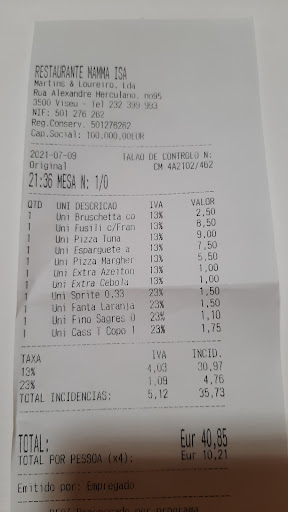 RESTAURANTE MAMMA ISA
Martins & Loureiro, Lda
Rua Alexandre Herculano, no95
3500 Viseu - Tel 232 399 993
NIF: 501 276 262
Reg.Conserv. 501276262
Cap.Social: 100.000,00EUR
2021-07-09 TALAO DE CONTROLO N:
Original CM 4A2102/462
21:36 MESA N: 1/0
QTD UNI DESCRICAO IVA VALOR
1 Uni Bruschetta co 13% 2,50
1 Uni Fusili c/Fran 13% 8,50
1 Uni Pizza Tuna 13% 9,00
1 Uni Esparguete a 13% 7,50
1 Uni Pizza Margher 13% 5,50
1 Uni Extra Azeiton 13% 1,00
1 Uni Extra Cebola 13% 1,00
1 Uni Sprite 0.33 23% 1,50
1 Uni Fanta Laranja 23% 1,50
1 Uni Fino Sagres 0 23% 1,10
1 Uni Cass T Copo 1 23% 1,75
TAXA IVA INCID.
13% 4,03 30,97
23% 1,09 4,76
TOTAL INCIDENCIAS: 5,12 35,73
TOTAL: Eur 40,85
TOTAL POR PESSOA (x4): Eur 10,21
Emitido por: Empregado
por programa